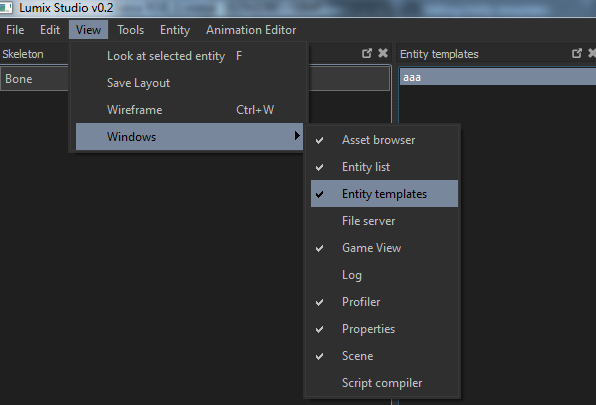 Lumix Studio v0.2
File Edit View Tools Entity Animation Editor
Skeleton
Entity templates
Bone
aaa
Look at selected entity F
Save Layout
Wireframe Ctrl+W
Windows
Asset browser
Entity list
Entity templates
File server
Game View
Log
Profiler
Properties
Scene
Script compiler